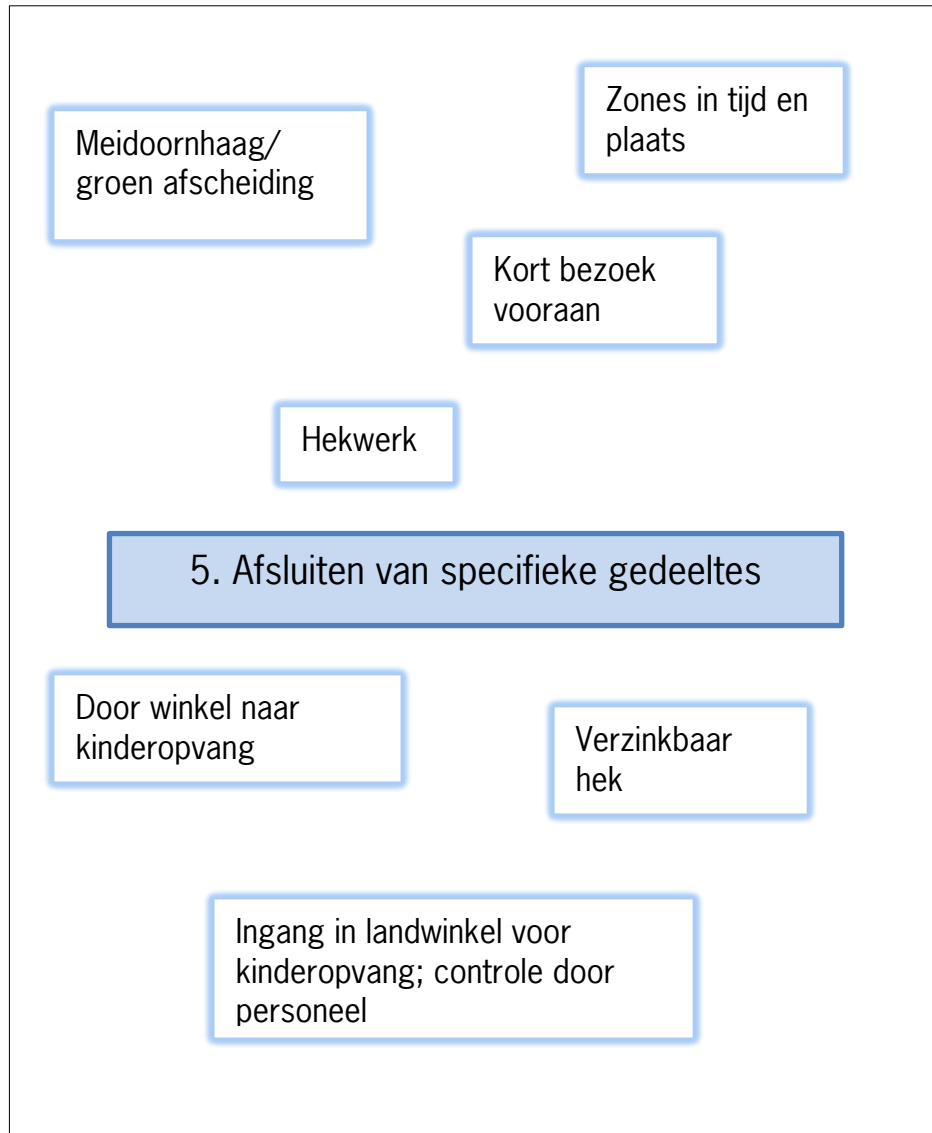 Zones in tijd en
plaats
Meidoornhaag/
groen afscheiding
Kort bezoek
vooraan
Hekwerk
5. Afsluiten van specifieke gedeeltes
Door winkel naar
kinderopvang
Verzinkbaar
hek
Ingang in landwinkel voor
kinderopvang; controle door
personeel